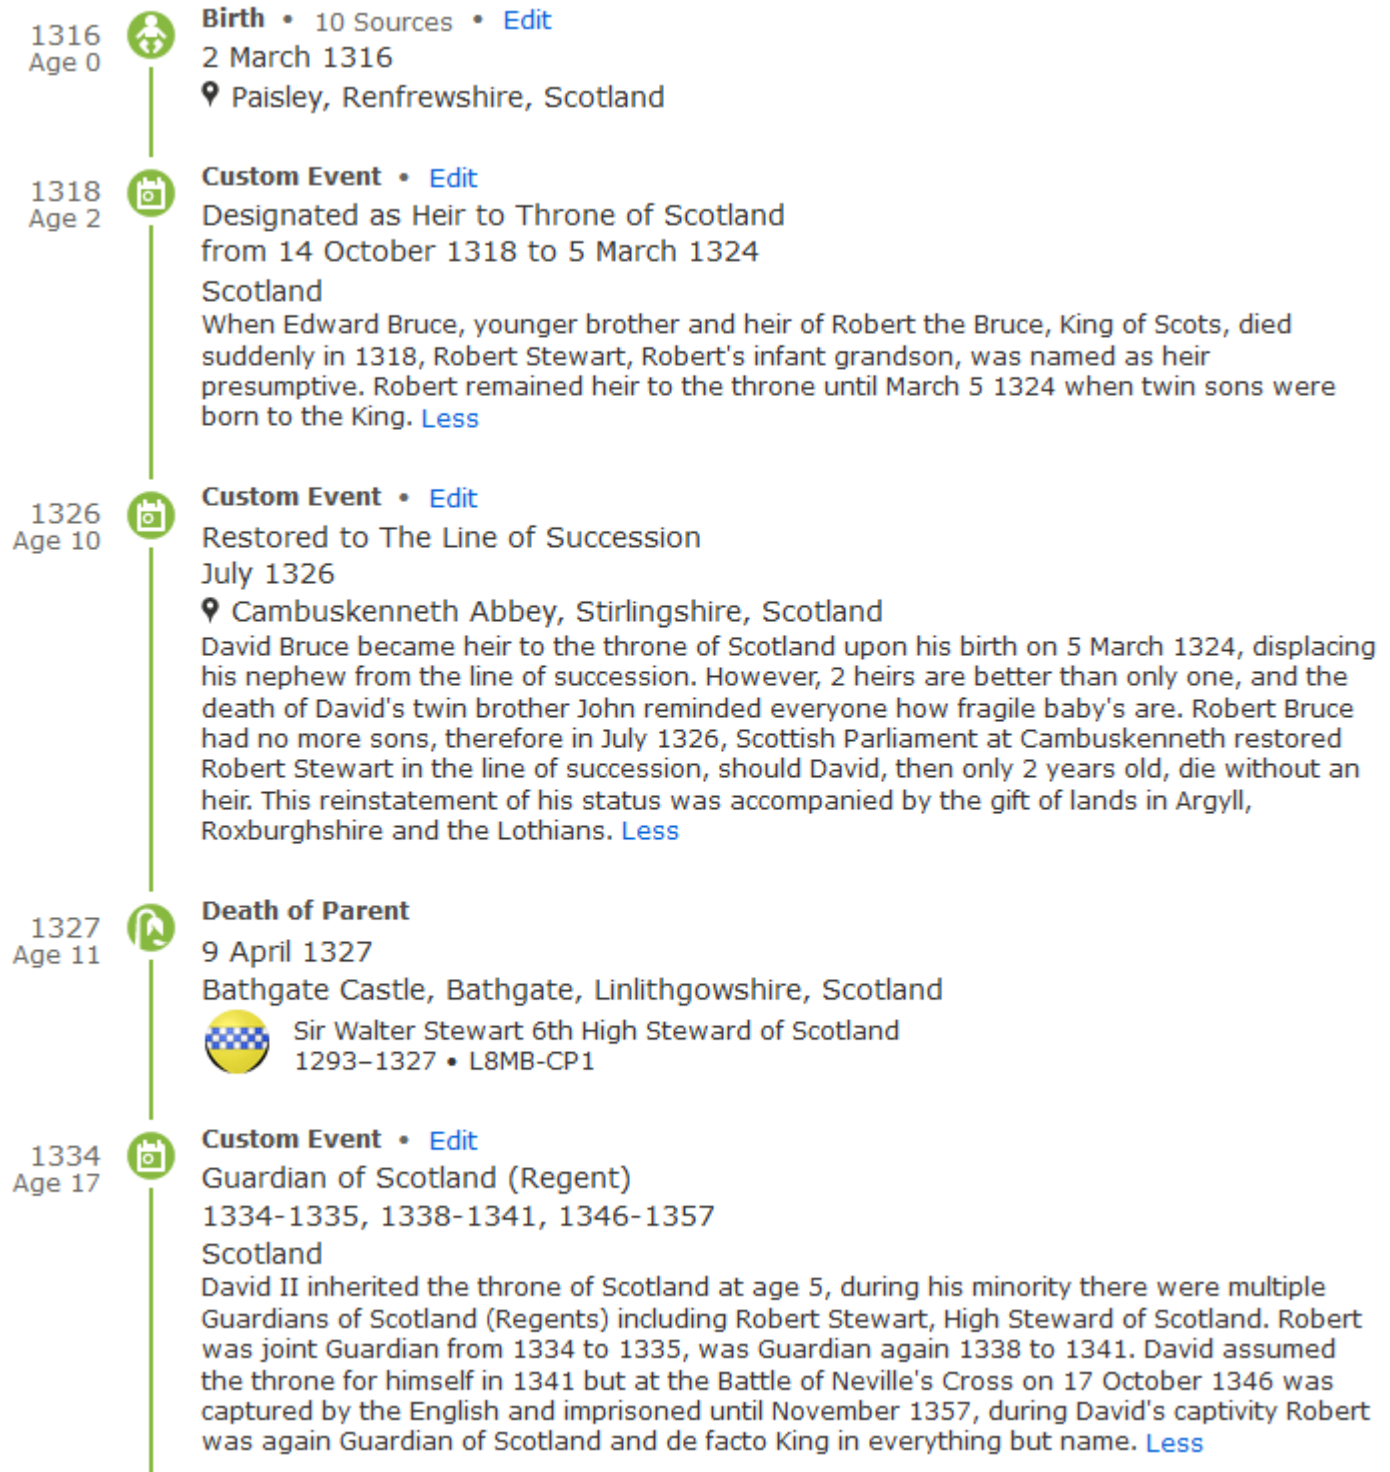 1316
Age 0
Birth • 10 Sources • Edit
2 March 1316
Paisley, Renfrewshire, Scotland
1318
Age 2
Custom Event • Edit
Designated as Heir to Throne of Scotland
from 14 October 1318 to 5 March 1324
Scotland
When Edward Bruce, younger brother and heir of Robert the Bruce, King of Scots, died
suddenly in 1318, Robert Stewart, Robert's infant grandson, was named as heir
presumptive. Robert remained heir to the throne until March 5 1324 when twin sons were
born to the King. Less
1326
Age 10
Custom Event • Edit
Restored to The Line of Succession
July 1326
Cambuskenneth Abbey, Stirlingshire, Scotland
David Bruce became heir to the throne of Scotland upon his birth on 5 March 1324, displacing
his nephew from the line of succession. However, 2 heirs are better than only one, and the
death of David's twin brother John reminded everyone how fragile baby's are. Robert Bruce
had no more sons, therefore in July 1326, Scottish Parliament at Cambuskenneth restored
Robert Stewart in the line of succession, should David, then only 2 years old, die without an
heir. This reinstatement of his status was accompanied by the gift of lands in Argyll,
Roxburghshire and the Lothians. Less
1327
Age 11
Death of Parent
9 April 1327
Bathgate Castle, Bathgate, Linlithgowshire, Scotland
Sir Walter Stewart 6th High Steward of Scotland
1293–1327 • L8MB-CP1
1334
Age 17
Custom Event • Edit
Guardian of Scotland (Regent)
1334-1335, 1338-1341, 1346-1357
Scotland
David II inherited the throne of Scotland at age 5, during his minority there were multiple
Guardians of Scotland (Regents) including Robert Stewart, High Steward of Scotland. Robert
was joint Guardian from 1334 to 1335, was Guardian again 1338 to 1341. David assumed
the throne for himself in 1341 but at the Battle of Neville's Cross on 17 October 1346 was
captured by the English and imprisoned until November 1357, during David's captivity Robert
was again Guardian of Scotland and de facto King in everything but name. Less